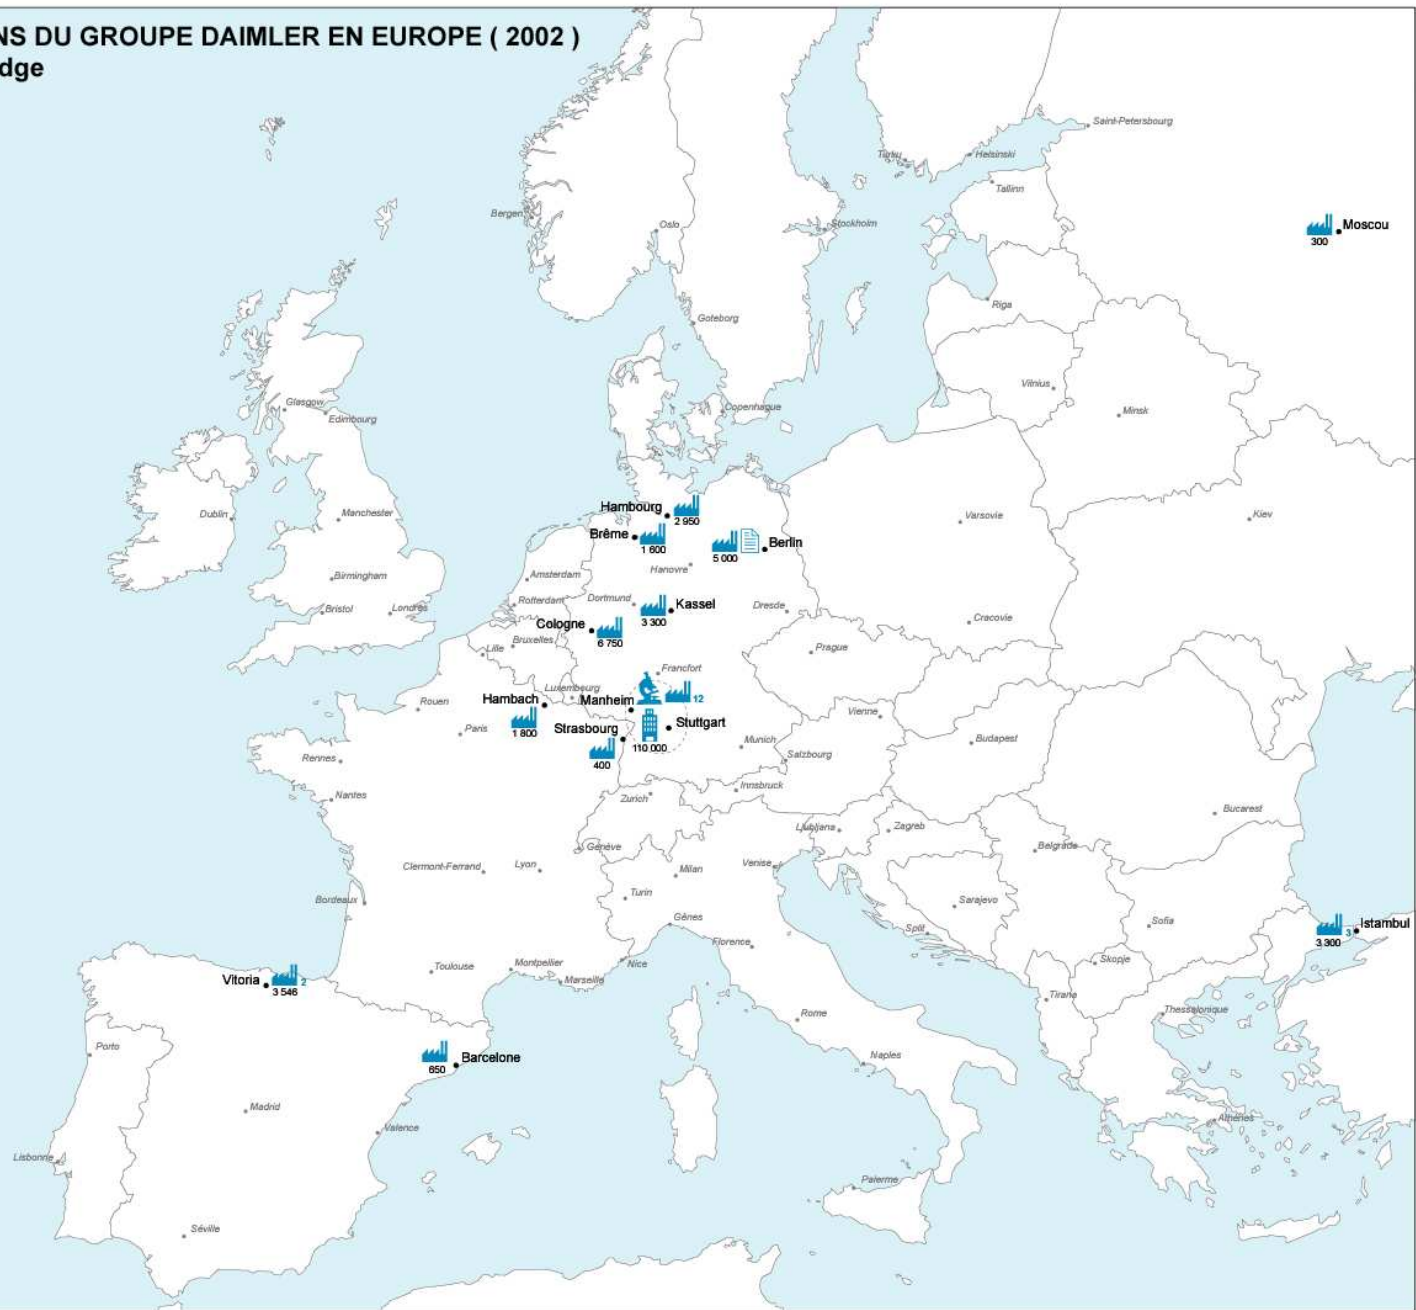 NS DU GROUPE DAIMLER EN EUROPE ( 2002 )
dge
Saint-Petersbourg
Turku
Helsinski
Tallinn
Bergen
Oslo
Stockholm
Moscou
300
Riga
Goteborg
Vilnius
Minsk
Glasgow
Edimbourg
Copenhague
Dublin
Manchester
Hambourg
2 950
Varsovie
Kiev
Brême
1 600
5 000
Berlin
Hanovre
Birmingham
Amsterdam
Bristol
Londres
Rotterdam
Dortmund
Kassel
3 300
Dresde
Cologne
6 750
Cracovie
Lille
Bruxelles
Prague
Francfort
Luxembourg
Rouen
Hambach
1 800
Manheim
12
Vienne
Paris
Strasbourg
400
Stuttgart
110 000
Munich
Budapest
Rennes
Salzbourg
Nantes
Zurich
Innsbruck
Bucarest
Ljubljana
Zagreb
Genève
Belgrade
Clermont-Ferrand
Lyon
Milan
Venise
Turin
Bordeaux
Sarajevo
Gênes
Split
Sofia
Istambul
3
3 300
Florence
Skopje
Toulouse
Montpellier
Nice
Marseille
Vitoria
2
3 546
Tirana
Thessalonique
Rome
Porto
Barcelone
650
Naples
Madrid
Valence
Athènes
Lisbonne
Palerme
Séville